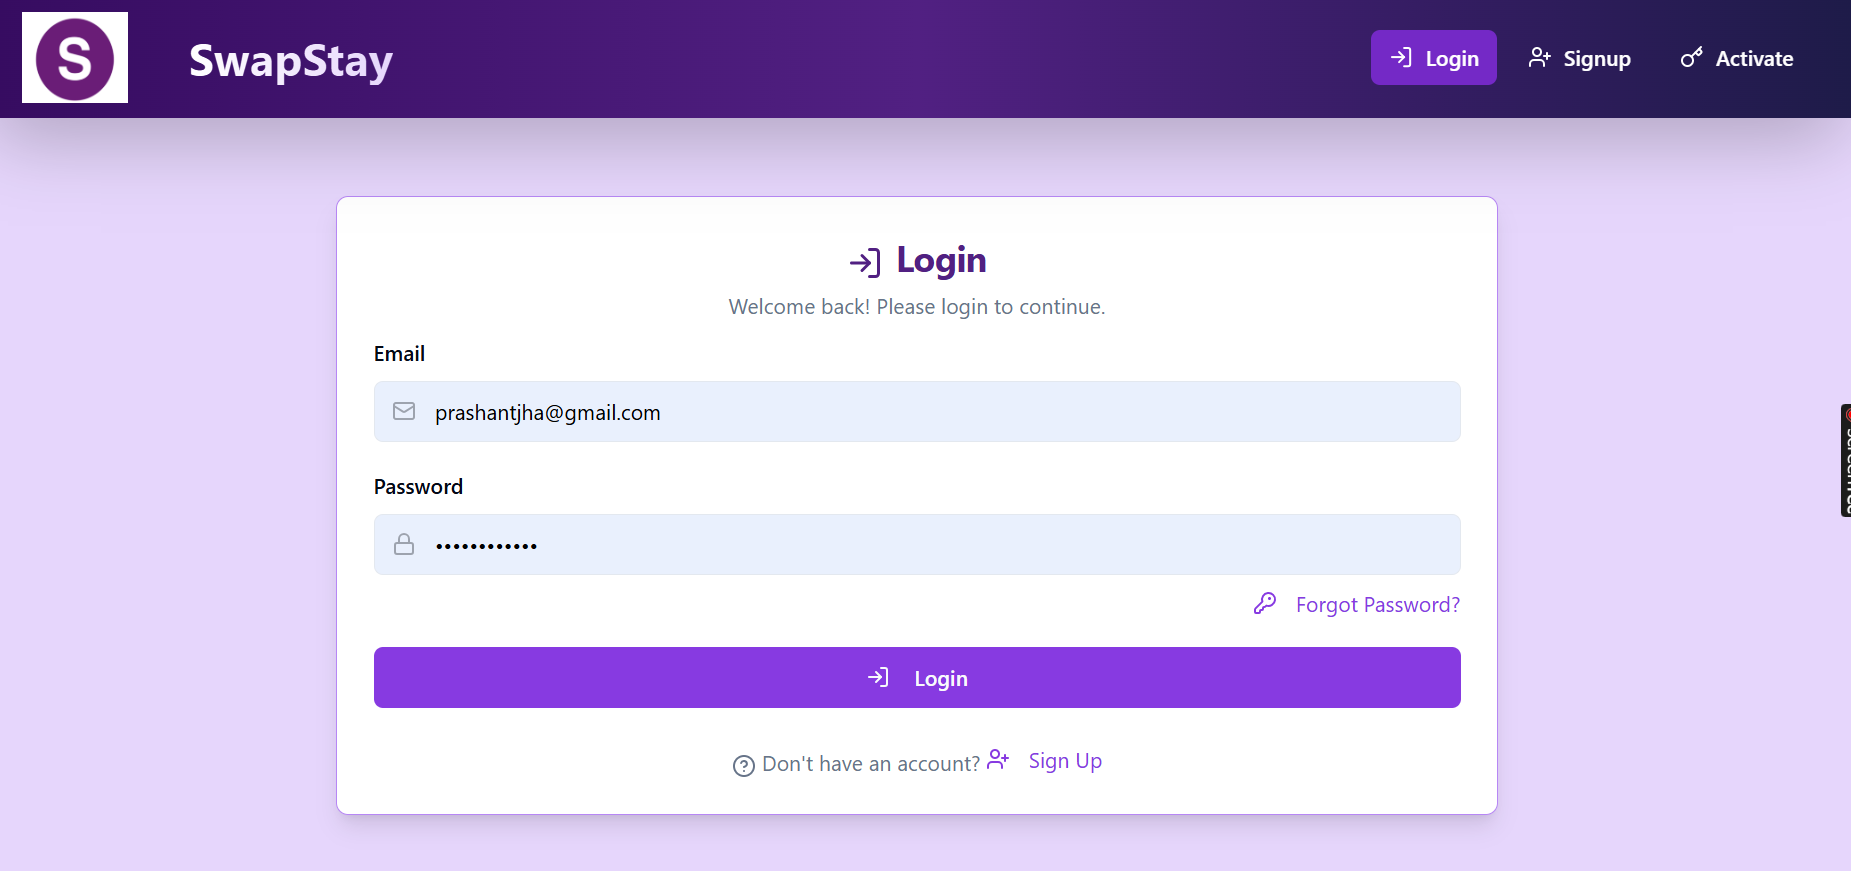 S
SwapStay
Login
Signup
Activate
Login
Welcome back! Please login to continue.
Email
prashantjha@gmail.com
Password
••••••••••••
Forgot Password?
Login
Don't have an account? Sign Up